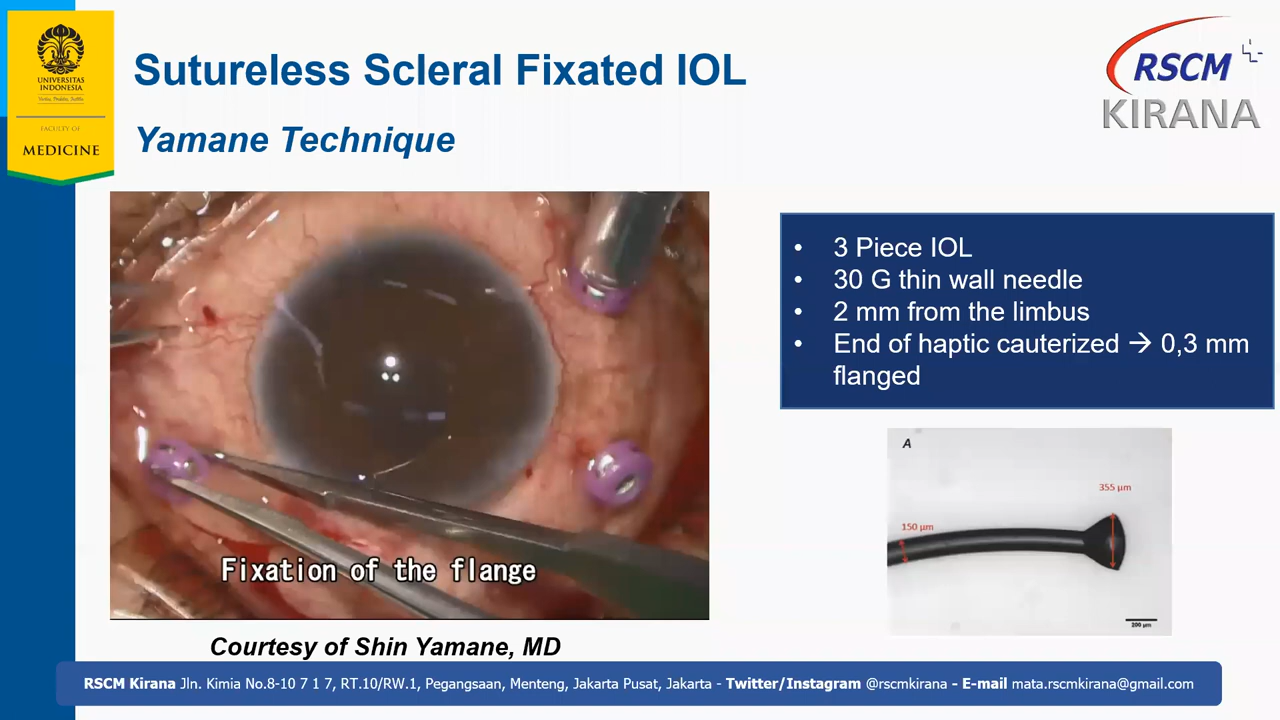 UNIVERSITAS
INDONESIA
Veritas, Probitas, Iustitia
FACULTY OF
MEDICINE
Sutureless Scleral Fixated IOL
Yamane Technique
RSCM
KIRANA
Fixation of the flange
Courtesy of Shin Yamane, MD
• 3 Piece IOL
• 30 G thin wall needle
• 2 mm from the limbus
• End of haptic cauterized → 0,3 mm
flanged
A
355 µm
150 µm
200 µm
RSCM Kirana Jln. Kimia No.8-10 7 1 7, RT.10/RW.1, Pegangsaan, Menteng, Jakarta Pusat, Jakarta - Twitter/Instagram @rscmkirana - E-mail mata.rscmkirana@gmail.com